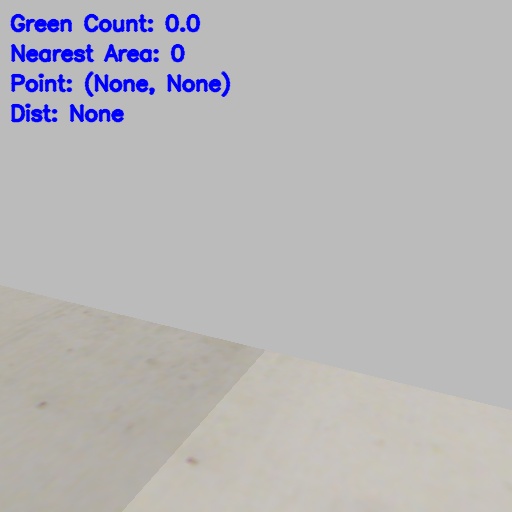 Green Count: 0.0
Nearest Area: 0
Point: (None, None)
Dist: None